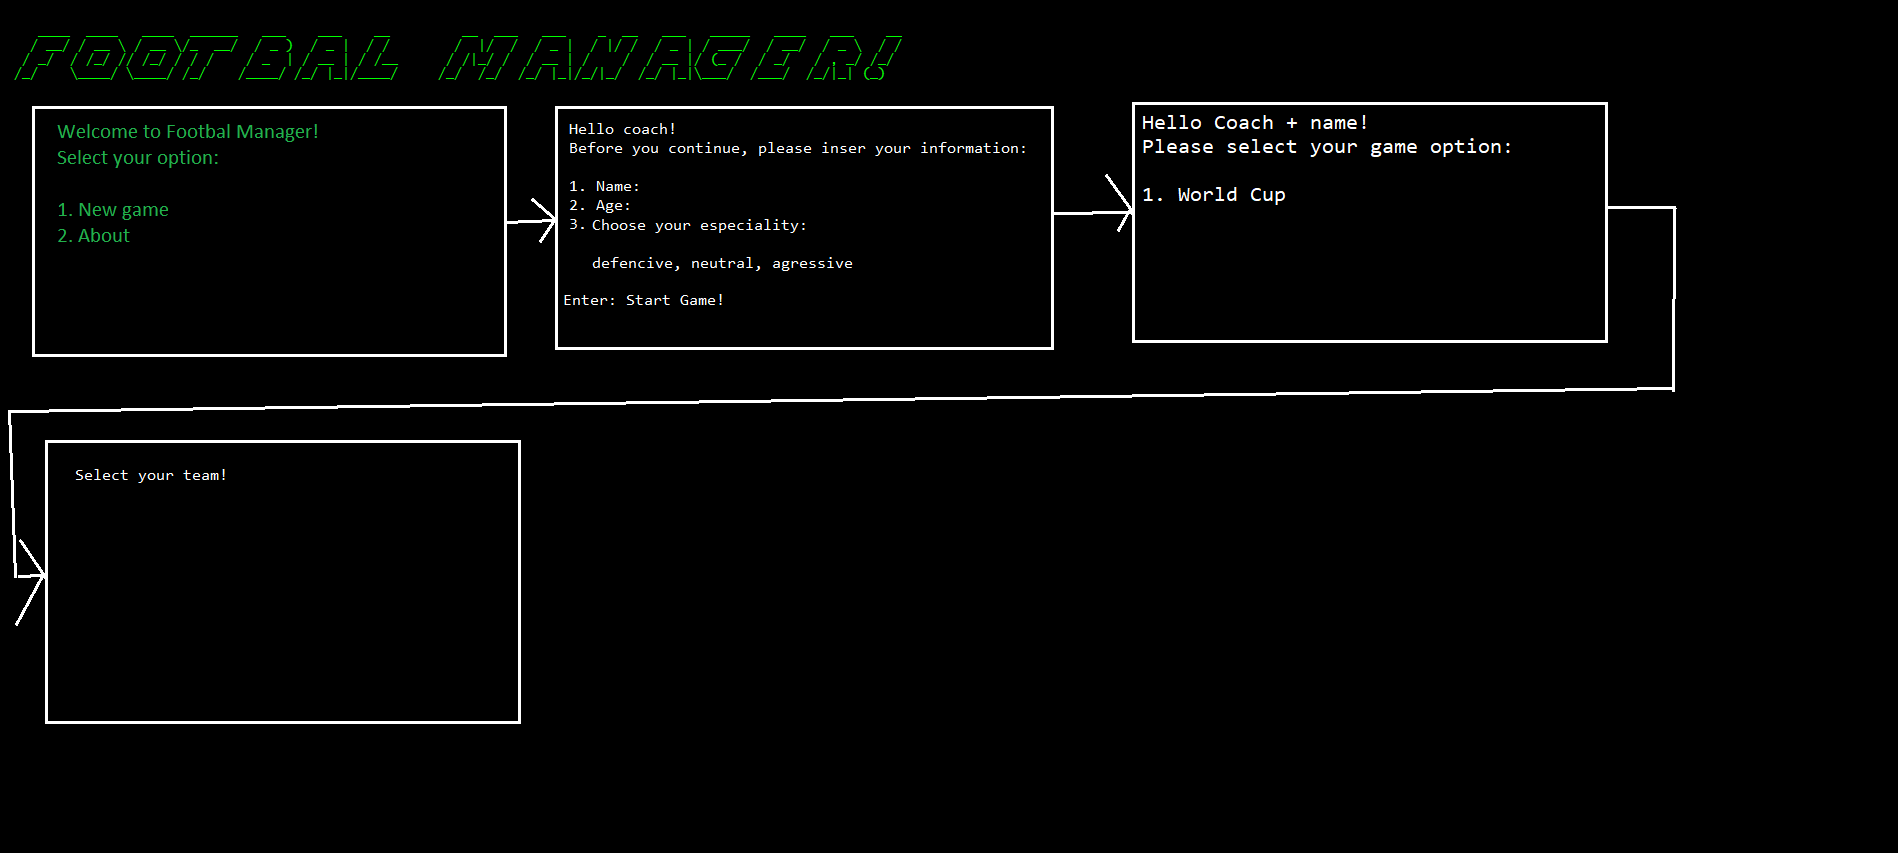 FOOTBAL MANAGER!
Welcome to Footbal Manager!
Select your option:
1. New game
2. About
Hello coach!
Before you continue, please inser your information:
1. Name:
2. Age:
3. Choose your especiality:
defencive, neutral, agressive
Enter: Start Game!
Hello Coach + name!
Please select your game option:
1. World Cup
Select your team!